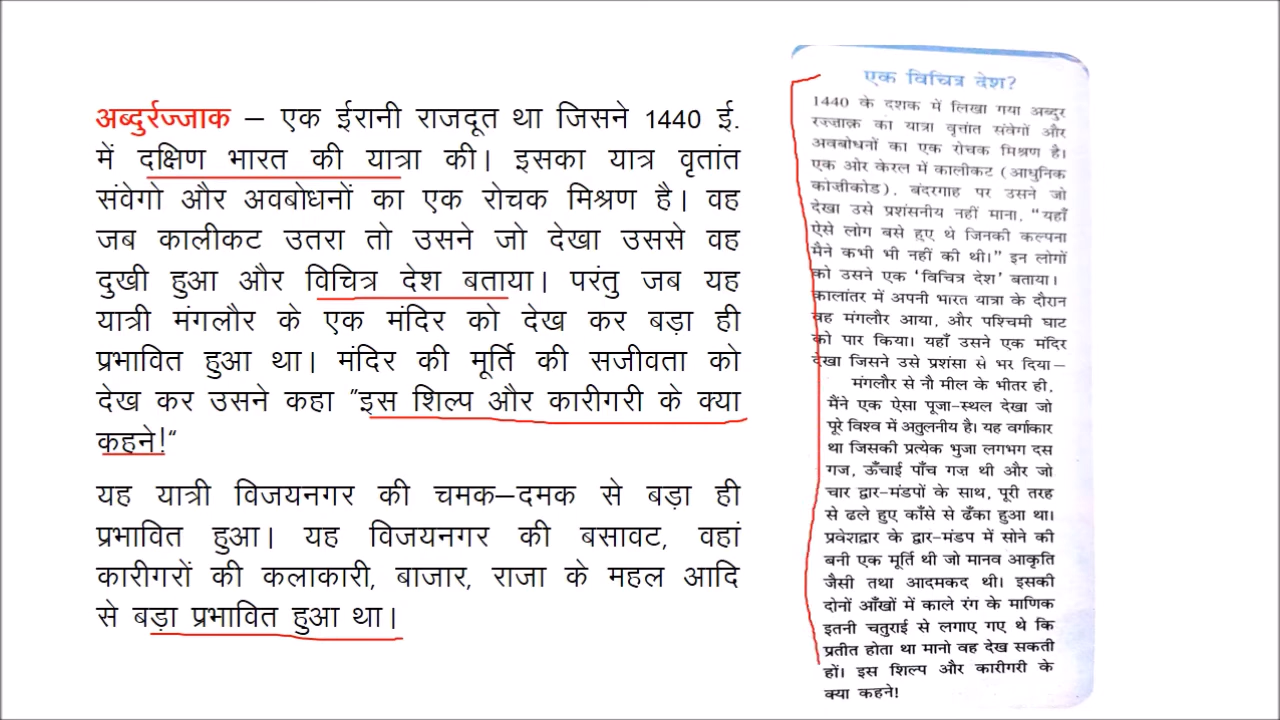 अब्दुर्रज्जाक – एक ईरानी राजदूत था जिसने 1440 ई.
में दक्षिण भारत की यात्रा की। इसका यात्र वृतांत
संवेगो और अवबोधनों का एक रोचक मिश्रण है। वह
जब कालीकट उतरा तो उसने जो देखा उससे वह
दुखी हुआ और विचित्र देश बताया। परंतु जब यह
यात्री मंगलौर के एक मंदिर को देख कर बड़ा ही
प्रभावित हुआ था। मंदिर की मूर्ति की सजीवता को
देख कर उसने कहा "इस शिल्प और कारीगरी के क्या
कहने!“
यह यात्री विजयनगर की चमक–दमक से बड़ा ही
प्रभावित हुआ। यह विजयनगर की बसावट, वहां
कारीगरों की कलाकारी, बाजार, राजा के महल आदि
से बड़ा प्रभावित हुआ था।
एक विचित्र देश?
1440 के दशक में लिखा गया अब्दुर
रज्ज़ाक़ का यात्रा वृत्तांत संवेगों और
अवबोधनों का एक रोचक मिश्रण है।
एक ओर केरल में कालीकट (आधुनिक
कोज़ीकोड), बंदरगाह पर उसने जो
देखा उसे प्रशंसनीय नहीं माना, “यहाँ
ऐसे लोग बसे हुए थे जिनकी कल्पना
मैने कभी भी नहीं की थी।” इन लोगों
को उसने एक ‘विचित्र देश’ बताया।
कालांतर में अपनी भारत यात्रा के दौरान
वह मंगलौर आया, और पश्चिमी घाट
को पार किया। यहाँ उसने एक मंदिर
देखा जिसने उसे प्रशंसा से भर दिया–
मंगलौर से नौ मील के भीतर ही,
मैंने एक ऐसा पूजा-स्थल देखा जो
पूरे विश्व में अतुलनीय है। यह वर्गाकार
था जिसकी प्रत्येक भुजा लगभग दस
गज, ऊँचाई पाँच गज़ थी और जो
चार द्वार-मंडपों के साथ, पूरी तरह
से ढले हुए काँसे से ढँका हुआ था।
प्रवेशद्वार के द्वार-मंडप में सोने की
बनी एक मूर्ति थी जो मानव आकृति
जैसी तथा आदमकद थी। इसकी
दोनों आँखों में काले रंग के माणिक
इतनी चतुराई से लगाए गए थे कि
प्रतीत होता था मानो वह देख सकती
हों। इस शिल्प और कारीगरी के
क्या कहने!